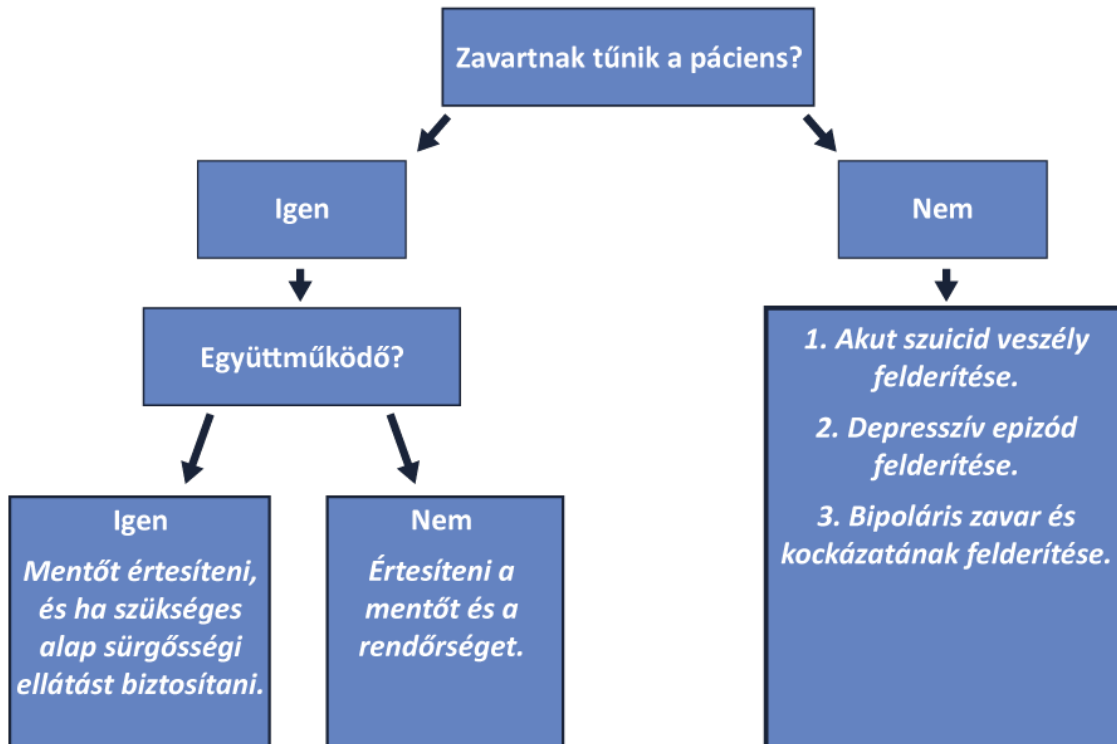 Zavartnak tűnik a páciens?
Igen
Nem
Együttműködő?
1. Akut szuicid veszély
felderítése.
2. Depresszív epizód
felderítése.
3. Bipoláris zavar és
kockázatának felderítése.
Igen
Mentőt értesíteni,
és ha szükséges
alap sürgősségi
ellátást biztosítani.
Nem
Értesíteni a
mentőt és a
rendőrséget.